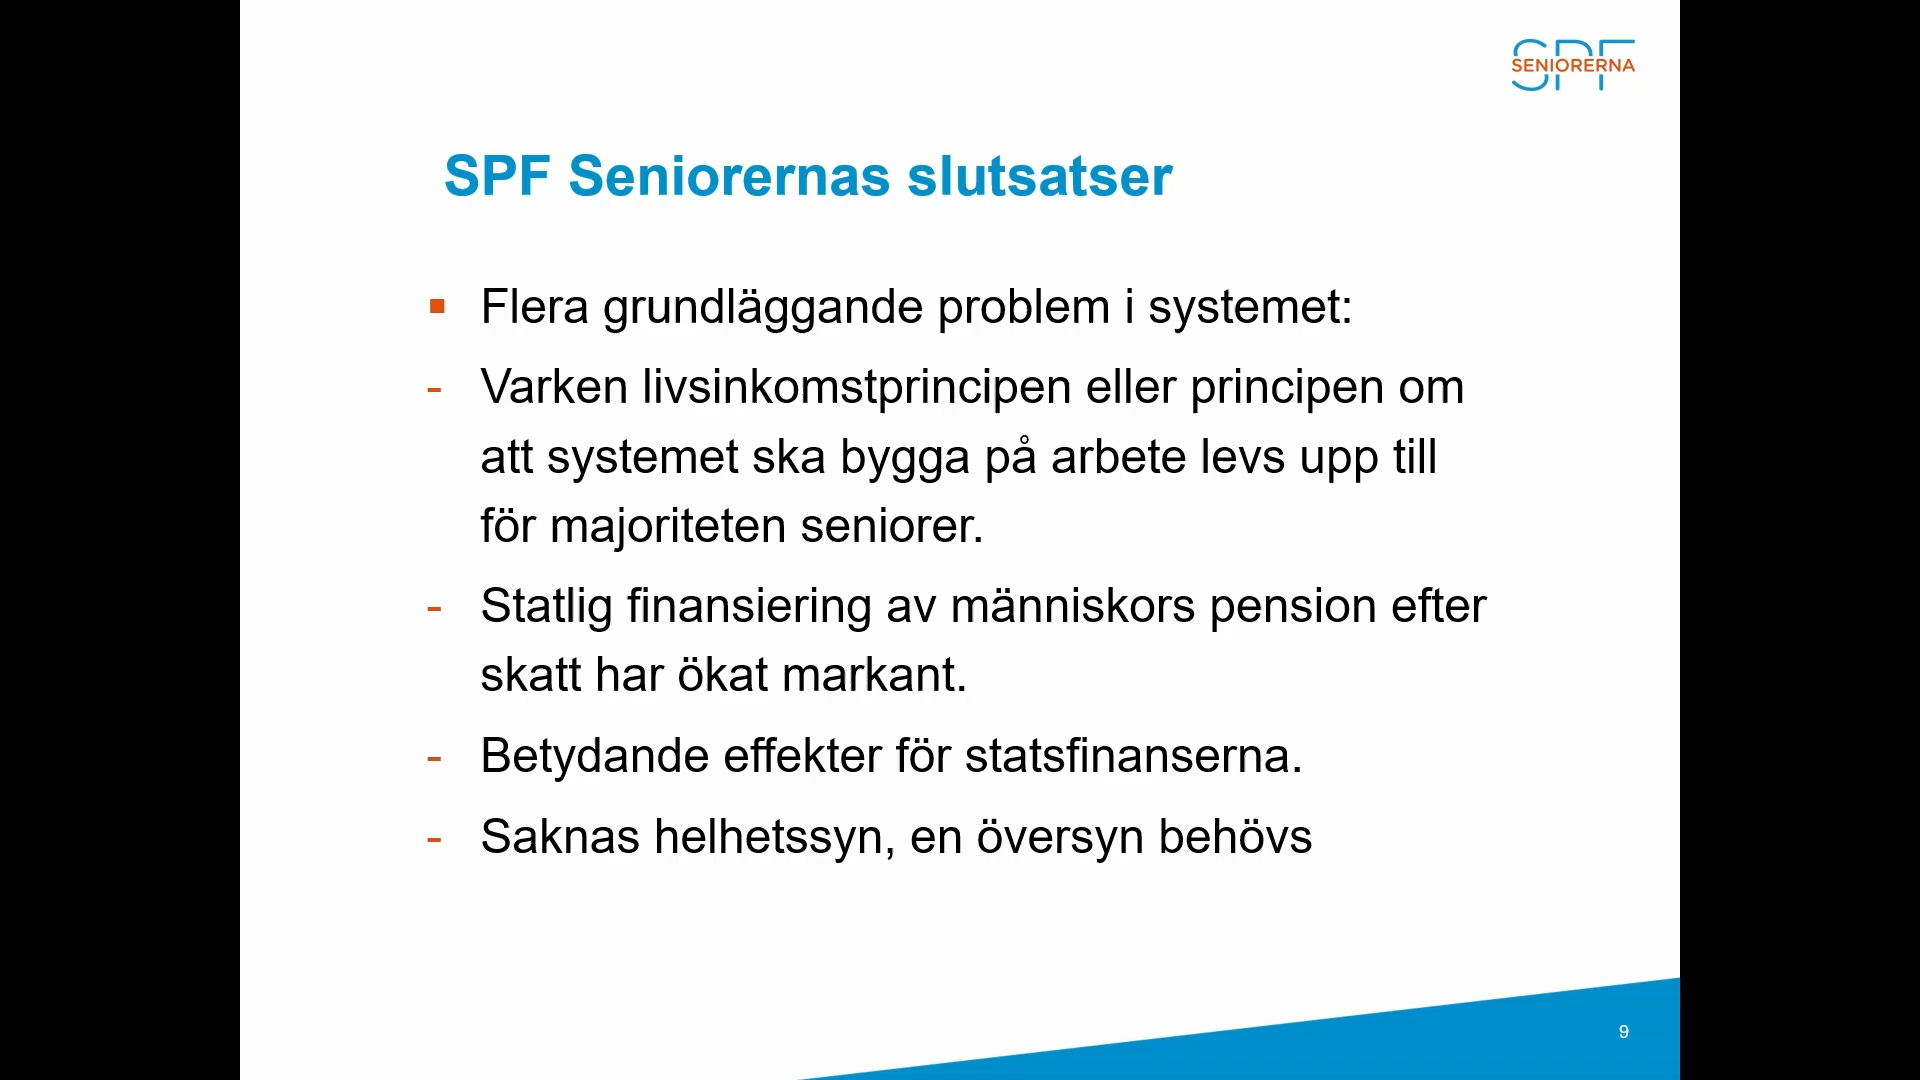 SPF
SENIORERNA
SPF Seniorernas slutsatser
▪ Flera grundläggande problem i systemet:
- Varken livsinkomstprincipen eller principen om
att systemet ska bygga på arbete levs upp till
för majoriteten seniorer.
- Statlig finansiering av människors pension efter
skatt har ökat markant.
- Betydande effekter för statsfinanserna.
- Saknas helhetssyn, en översyn behövs
9